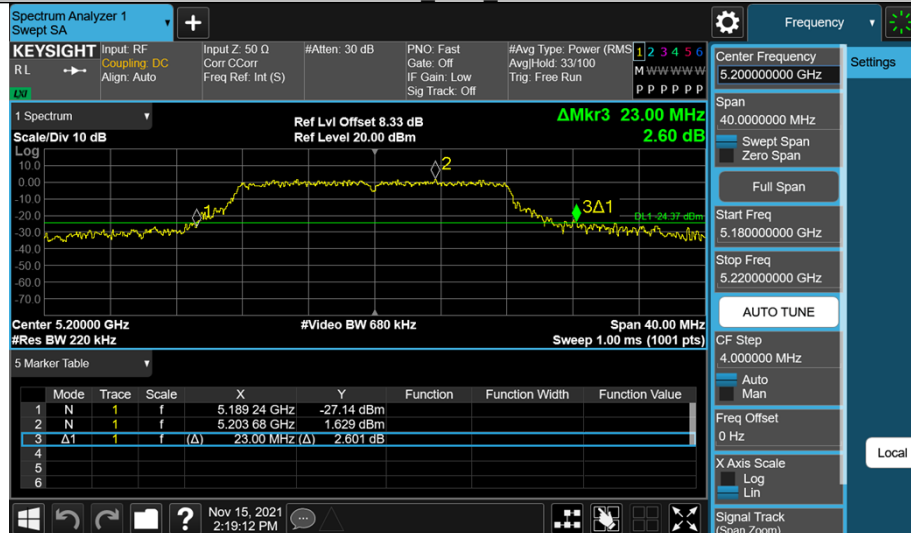 Spectrum Analyzer 1
Swept SA
Frequency
KEYSIGHT
R L
LXI
Input: RF
Coupling: DC
Align: Auto
Input Z: 50 Ω
Corr CCorr
Freq Ref: Int (S)
#Atten: 30 dB
PNO: Fast
Gate: Off
IF Gain: Low
Sig Track: Off
#Avg Type: Power (RMS
Avg|Hold: 33/100
Trig: Free Run
1 2 3 4 5 6
M W W W W W
P P P P P P
Center Frequency
5.200000000 GHz
Settings
Span
40.0000000 MHz
Swept Span
Zero Span
Full Span
Start Freq
5.180000000 GHz
Stop Freq
5.220000000 GHz
AUTO TUNE
CF Step
4.000000 MHz
Auto
Man
Freq Offset
0 Hz
X Axis Scale
Log
Lin
Signal Track
(Span Zoom)
Local
1 Spectrum
Scale/Div 10 dB
Ref Lvl Offset 8.33 dB
Ref Level 20.00 dBm
ΔMkr3 23.00 MHz
2.60 dB
Log
10.0
0.00
-10.0
-20.0
-30.0
-40.0
-50.0
-60.0
-70.0
1
2
3Δ1
DL1 -24.37 dBm
Center 5.20000 GHz
#Res BW 220 kHz
#Video BW 680 kHz
Span 40.00 MHz
Sweep 1.00 ms (1001 pts)
5 Marker Table
Mode Trace Scale X Y Function Function Width Function Value
1 N 1 f 5.189 24 GHz -27.14 dBm
2 N 1 f 5.203 68 GHz 1.629 dBm
3 Δ1 1 f (Δ) 23.00 MHz (Δ) 2.601 dB
4
5
6
?
Nov 15, 2021
2:19:12 PM